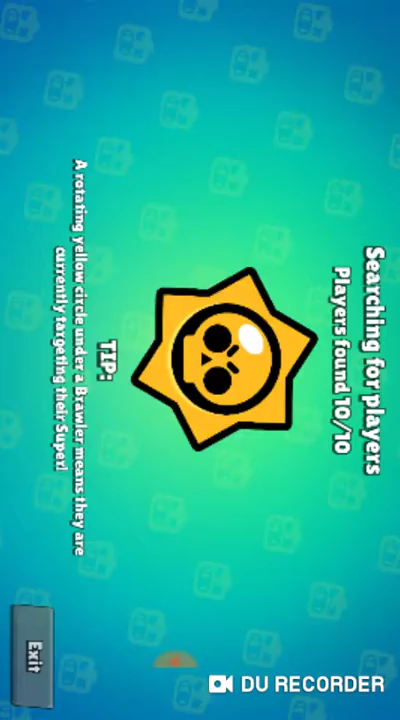 Searching for players
Players found 10/10
TIP:
A rotating yellow circle under a Brawler means they are
currently targeting their Super!
Exit
DU RECORDER